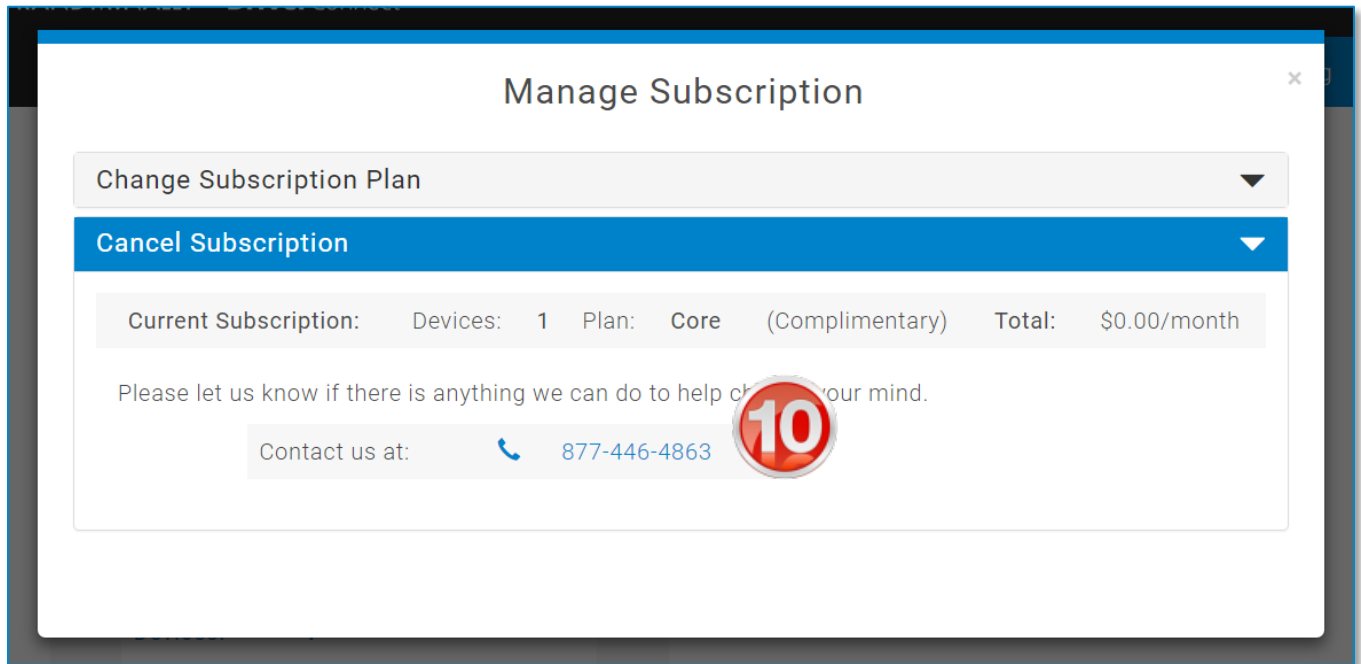 Connect
Manage Subscription
×
Change Subscription Plan
Cancel Subscription
Current Subscription: Devices: 1 Plan: Core (Complimentary) Total: $0.00/month
Please let us know if there is anything we can do to help your mind.
10
Contact us at: 877-446-4863